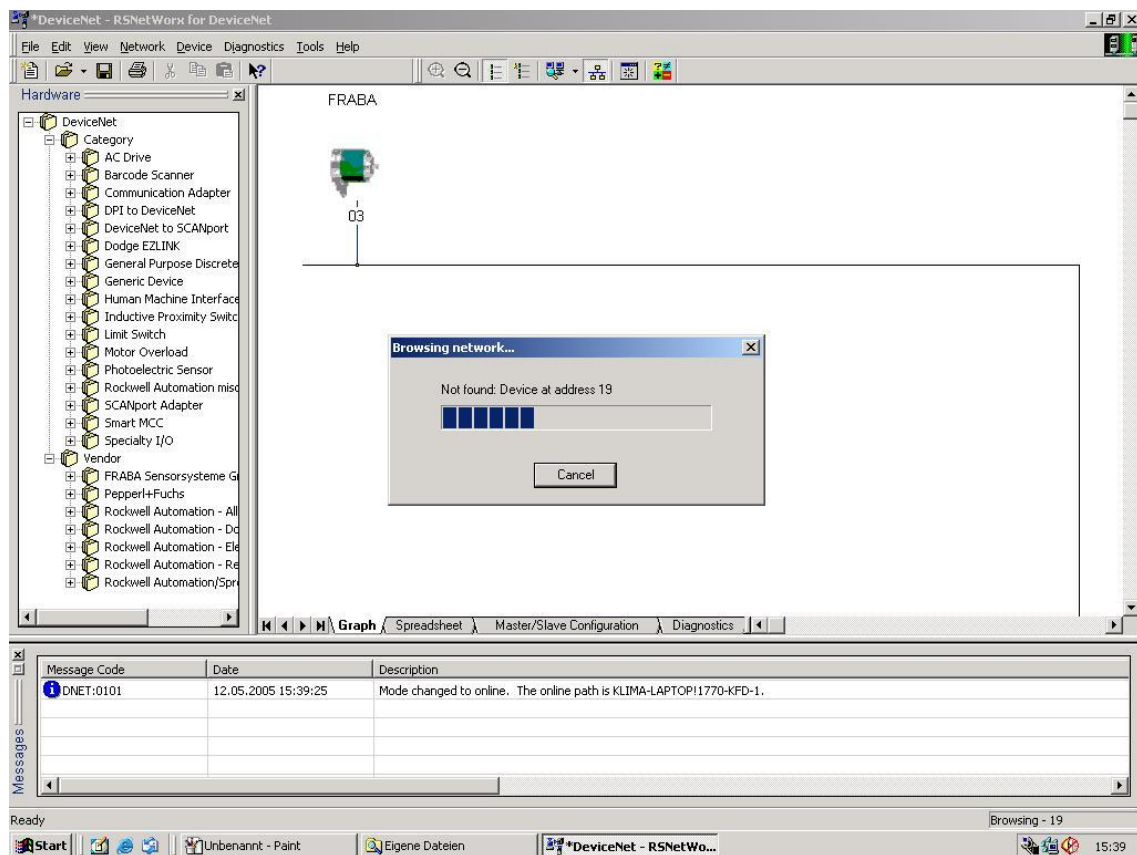 *DeviceNet - RSNetWorx for DeviceNet
File Edit View Network Device Diagnostics Tools Help
Hardware
DeviceNet
Category
AC Drive
Barcode Scanner
Communication Adapter
DPI to DeviceNet
DeviceNet to SCANport
Dodge EZLINK
General Purpose Discrete
Generic Device
Human Machine Interface
Inductive Proximity Switc
Limit Switch
Motor Overload
Photoelectric Sensor
Rockwell Automation misc
SCANport Adapter
Smart MCC
Specialty I/O
Vendor
FRABA Sensorsysteme G
Pepperl+Fuchs
Rockwell Automation - All
Rockwell Automation - Do
Rockwell Automation - Ele
Rockwell Automation - Re
Rockwell Automation/Spr
FRABA
03
Browsing network...
Not found: Device at address 19
Cancel
Graph Spreadsheet Master/Slave Configuration Diagnostics
Messages
Message Code Date Description
DNET:0101 12.05.2005 15:39:25 Mode changed to online. The online path is KLIMA-LAPTOP!1770-KFD-1.
Ready Browsing - 19
Start Unbenannt - Paint Eigene Dateien *DeviceNet - RSNetWo... 15:39